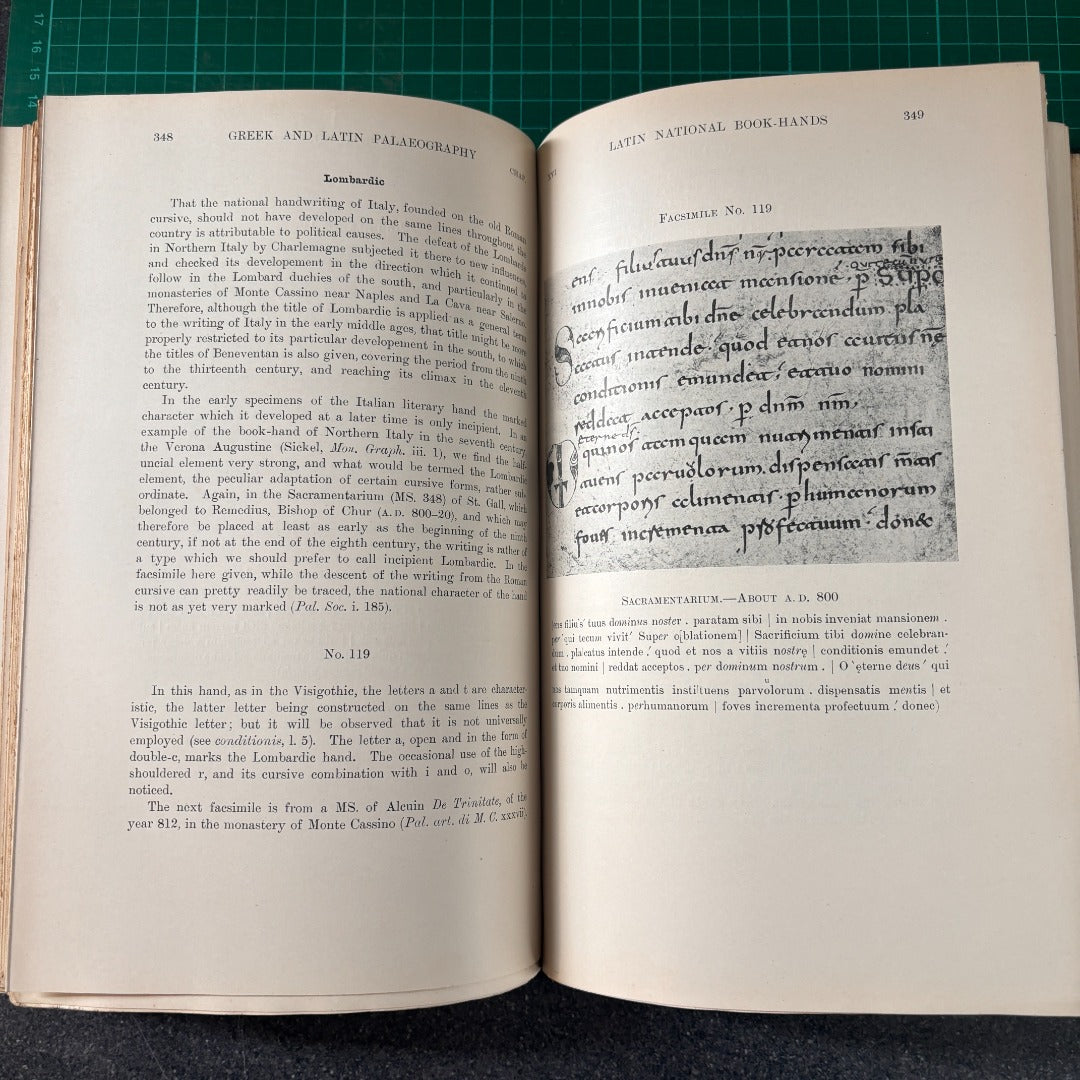 348 GREEK AND LATIN PALAEOGRAPHY
CHAP.
Lombardic
That the national handwriting of Italy, founded on the old Roman
cursive, should not have developed on the same lines throughout the
country is attributable to political causes. The defeat of the Lombards
in Northern Italy by Charlemagne subjected it there to new influences,
and checked its developement in the direction which it continued to
follow in the Lombard duchies of the south, and particularly in the
monasteries of Monte Cassino near Naples and La Cava near Salerno.
Therefore, although the title of Lombardic is applied as a general term
to the writing of Italy in the early middle ages, that title might be more
properly restricted to its particular developement in the south, to which
the titles of Beneventan is also given, covering the period from the ninth
to the thirteenth century, and reaching its climax in the eleventh
century.
In the early specimens of the Italian literary hand the marked
character which it developed at a later time is only incipient. In an
example of the book-hand of Northern Italy in the seventh century,
the Verona Augustine (Sickel, Mon. Graph. iii. 1), we find the half-
uncial element very strong, and what would be termed the Lombardic
element, the peculiar adaptation of certain cursive forms, rather sub-
ordinate. Again, in the Sacramentarium (MS. 348) of St. Gall, which
belonged to Remedius, Bishop of Chur (A.D. 800–20), and which may
therefore be placed at least as early as the beginning of the ninth
century, if not at the end of the eighth century, the writing is rather of
a type which we should prefer to call incipient Lombardic. In the
facsimile here given, while the descent of the writing from the Roman
cursive can pretty readily be traced, the national character of the hand
is not as yet very marked (Pal. Soc. i. 185).
No. 119
In this hand, as in the Visigothic, the letters a and t are character-
istic, the latter letter being constructed on the same lines as the
Visigothic letter; but it will be observed that it is not universally
employed (see conditionis, l. 5). The letter a, open and in the form of
double-c, marks the Lombardic hand. The occasional use of the high-
shouldered r, and its cursive combination with i and o, will also be
noticed.
The next facsimile is from a MS. of Alcuin De Trinitate, of the
year 812, in the monastery of Monte Cassino (Pal. art. di M. C. xxxvii).
LATIN NATIONAL BOOK-HANDS 349
XVI
FACSIMILE No. 119
SACRAMENTARIUM.—ABOUT A.D. 800
ens filius' tuus dominus noster . paratam sibi | in nobis inveniat mansionem .
per 'qui tecum vivit' Super o[blationem] | Sacrificium tibi domine celebran-
dum . placatus intende .' quod et nos a vitiis nostrę | conditionis emundet .'
et tuo nomini | reddat acceptos . per dominum nostrum . | O 'ęterne deus' qui
u
nos tamquam nutrimentis instituens parvolorum . dispensatis mentis | et
corporis alimentis . perhumanorum | foves incrementa profectuum .' donec)
17
16
15
14